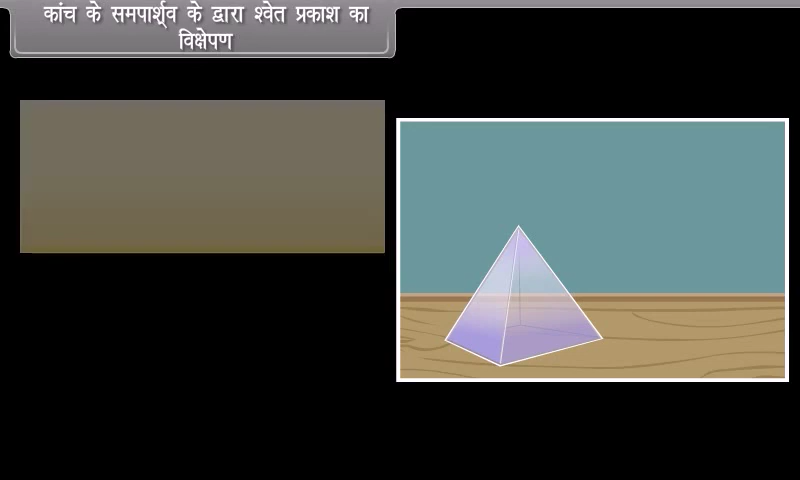 कांच के समपार्श्व के द्वारा श्वेत प्रकाश का
विक्षेपण